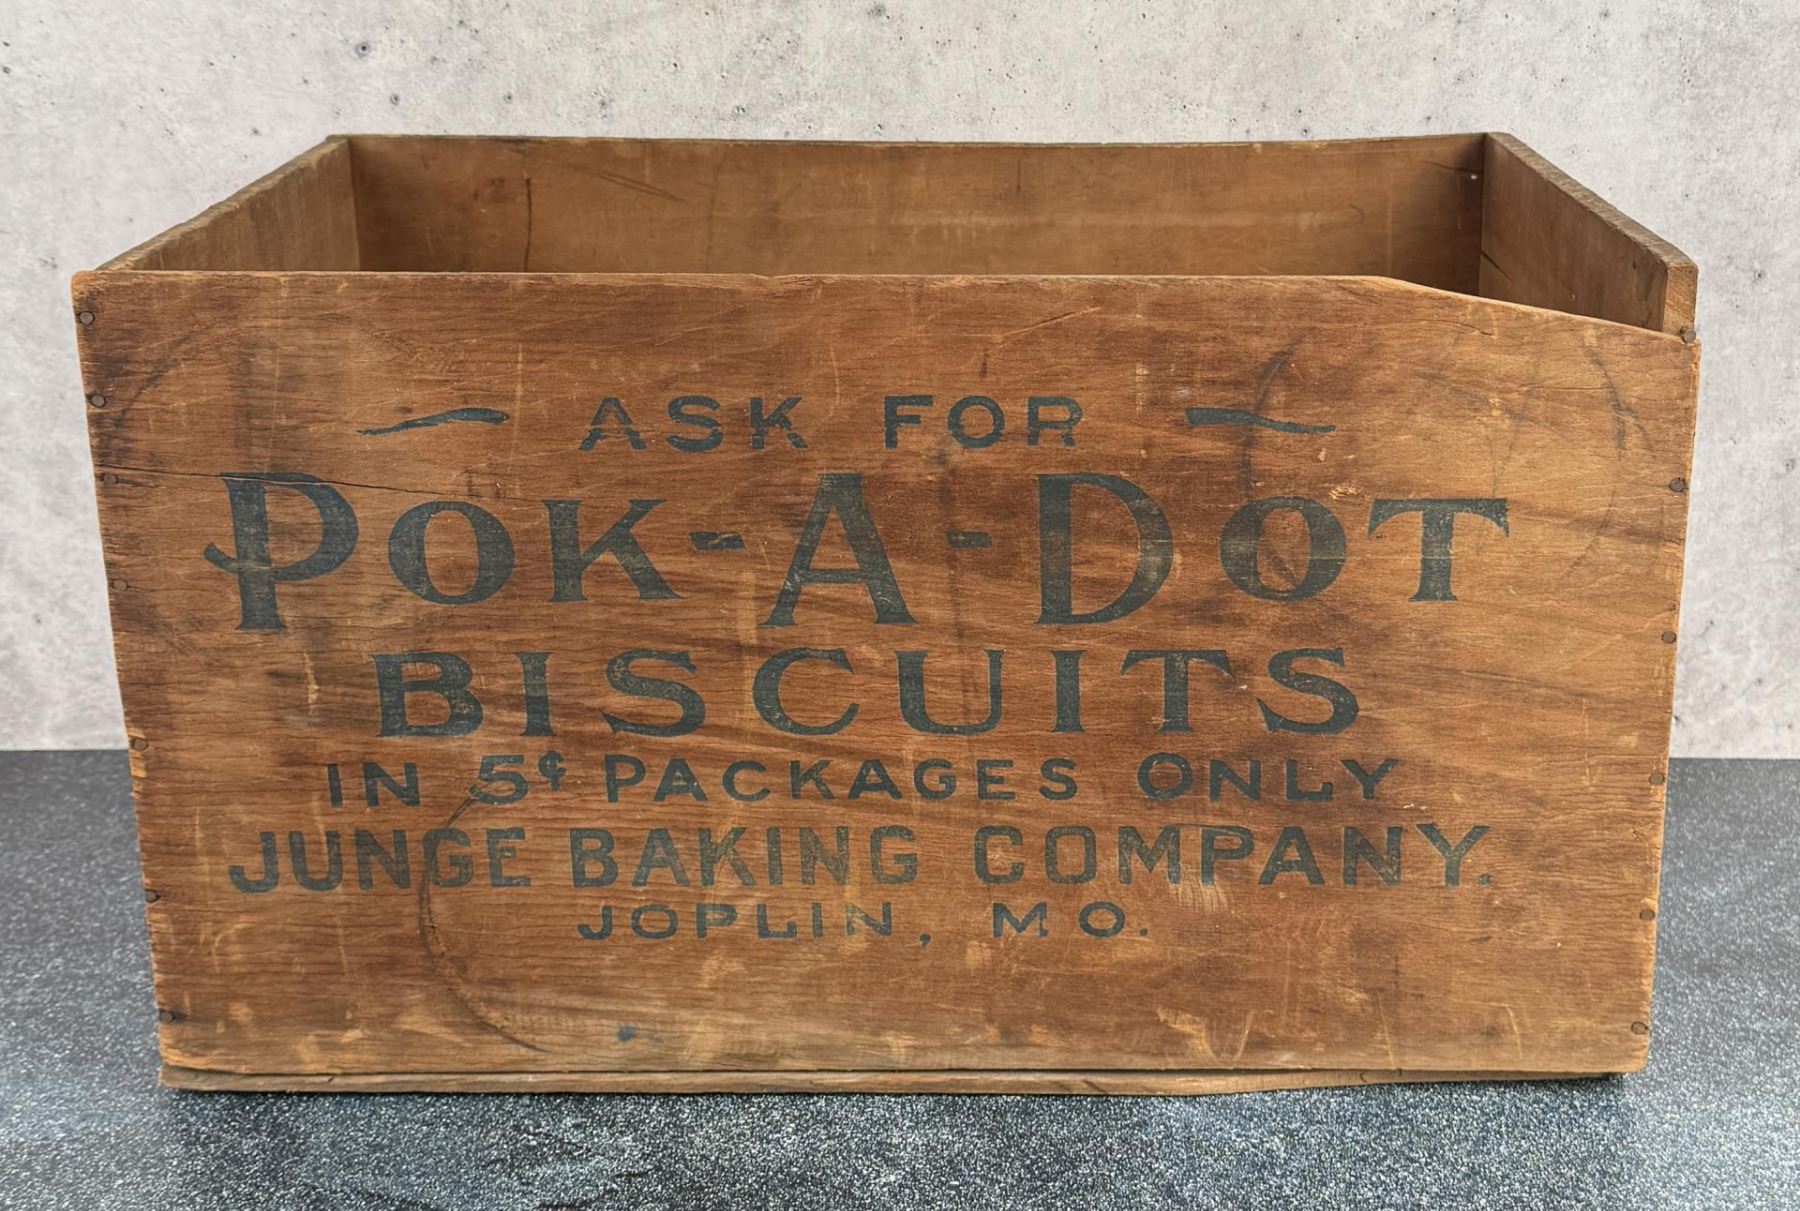 ASK FOR
POK-A-DOT
BISCUITS
IN 5¢ PACKAGES ONLY
JUNGE BAKING COMPANY.
JOPLIN, MO.